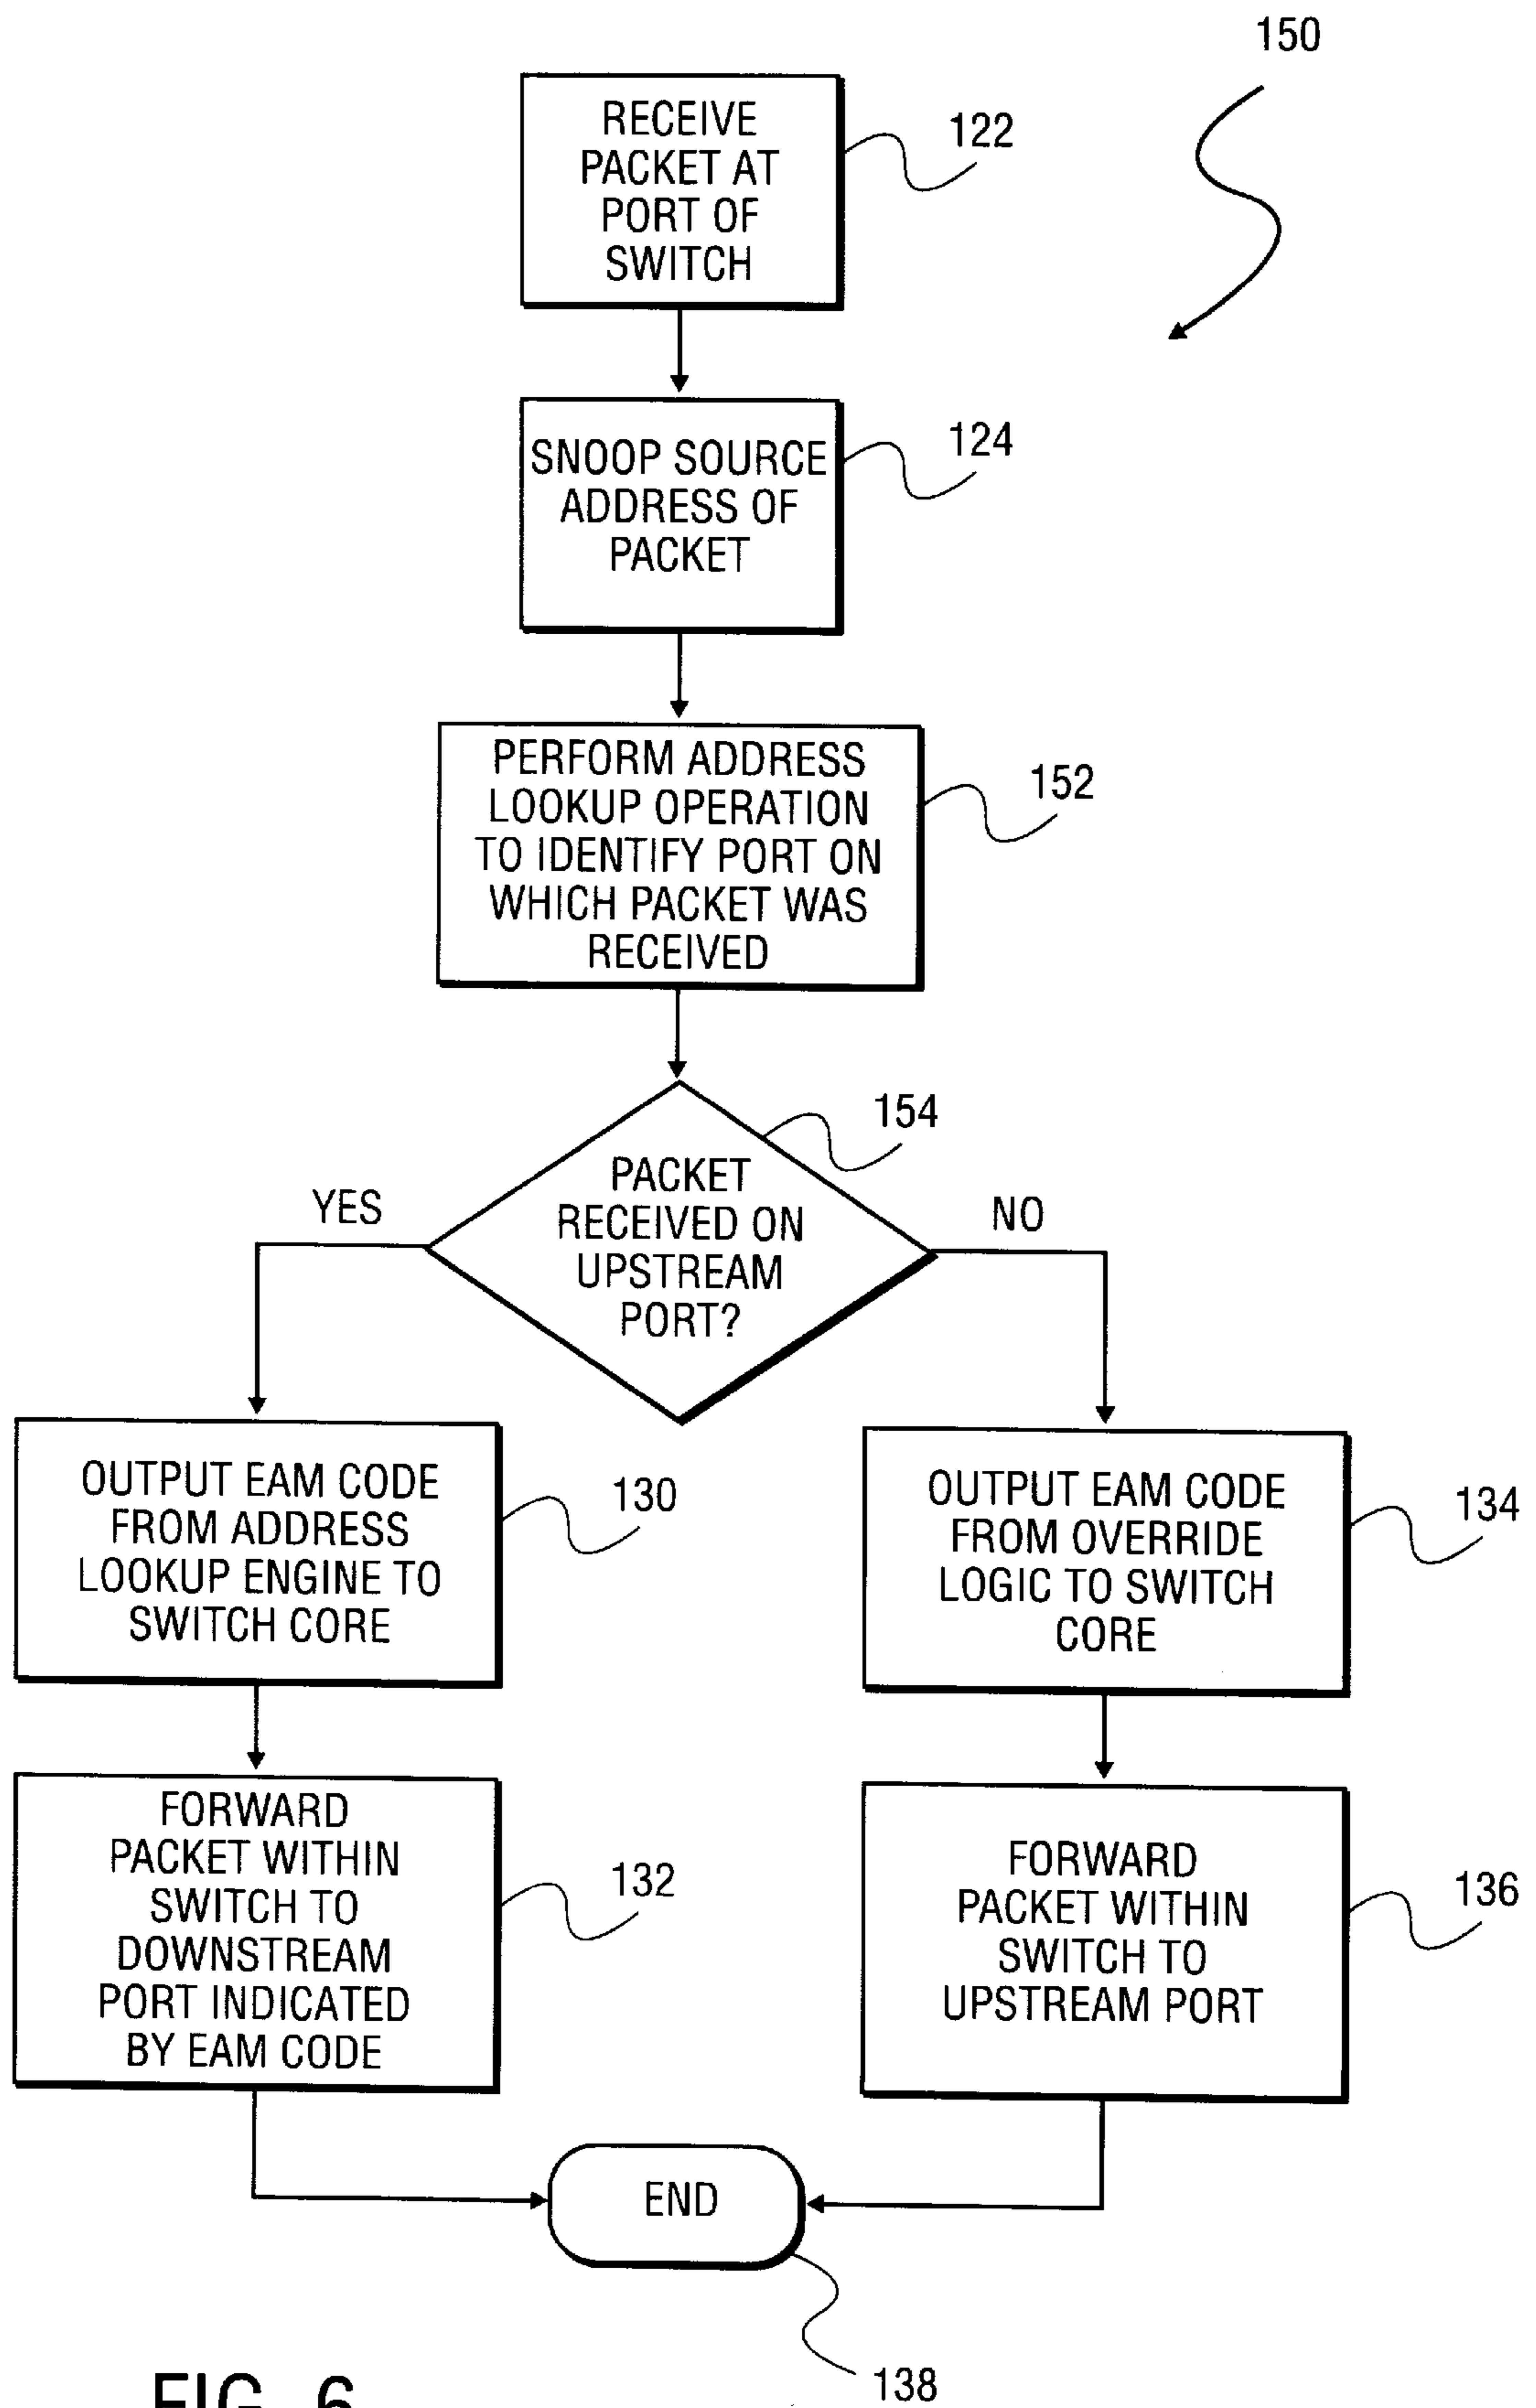 150
RECEIVE
PACKET AT
PORT OF
SWITCH
122
SNOOP SOURCE
ADDRESS OF
PACKET
124
PERFORM ADDRESS
LOOKUP OPERATION
TO IDENTIFY PORT ON
WHICH PACKET WAS
RECEIVED
152
PACKET
RECEIVED ON
UPSTREAM
PORT?
154
YES
NO
OUTPUT EAM CODE
FROM ADDRESS
LOOKUP ENGINE TO
SWITCH CORE
130
OUTPUT EAM CODE
FROM OVERRIDE
LOGIC TO SWITCH
CORE
134
FORWARD
PACKET WITHIN
SWITCH TO
DOWNSTREAM
PORT INDICATED
BY EAM CODE
132
FORWARD
PACKET WITHIN
SWITCH TO
UPSTREAM PORT
136
END
138
FIG. 6